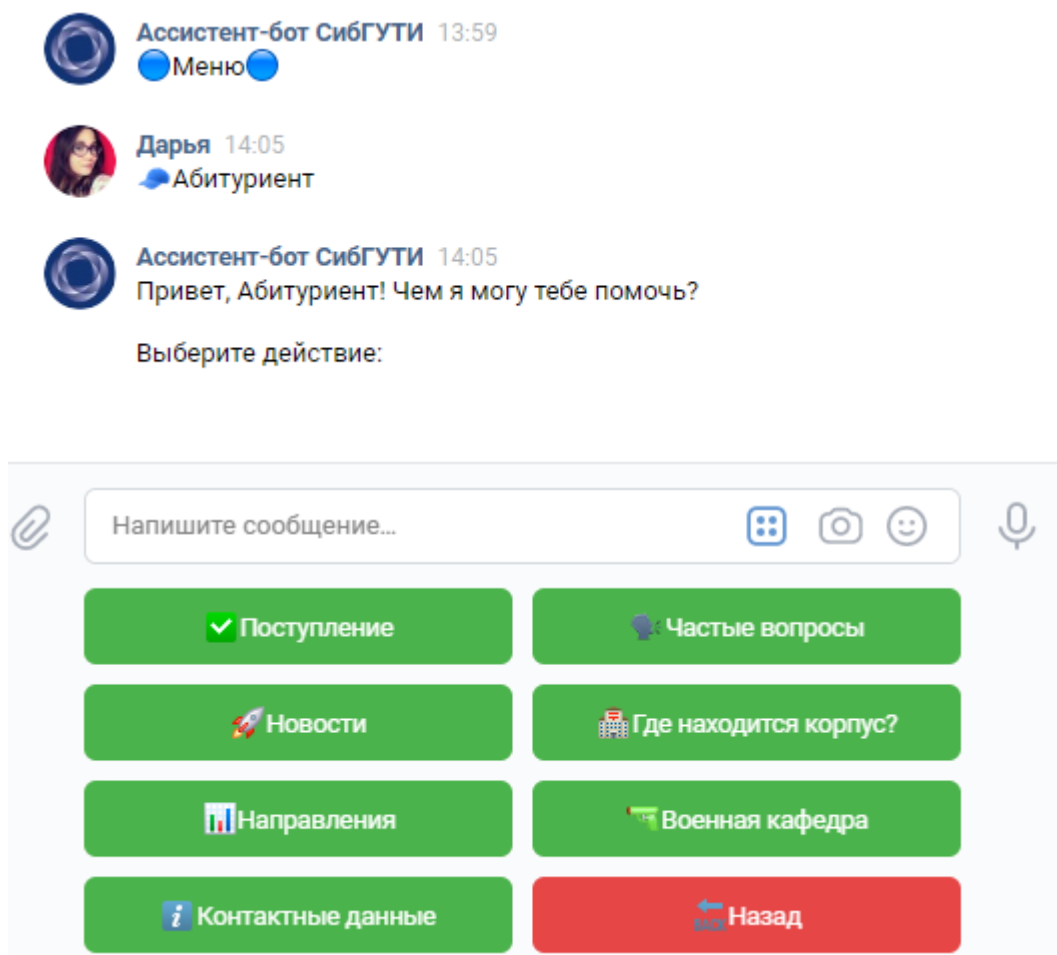 Ассистент-бот СибГУТИ 13:59
🔵Меню🔵
Дарья 14:05
🧢Абитуриент
Ассистент-бот СибГУТИ 14:05
Привет, Абитуриент! Чем я могу тебе помочь?
Выберите действие:
Напишите сообщение...
✅Поступление
🗣Частые вопросы
🚀Новости
🏥Где находится корпус?
📊Направления
🔫Военная кафедра
ℹ️Контактные данные
🔙Назад